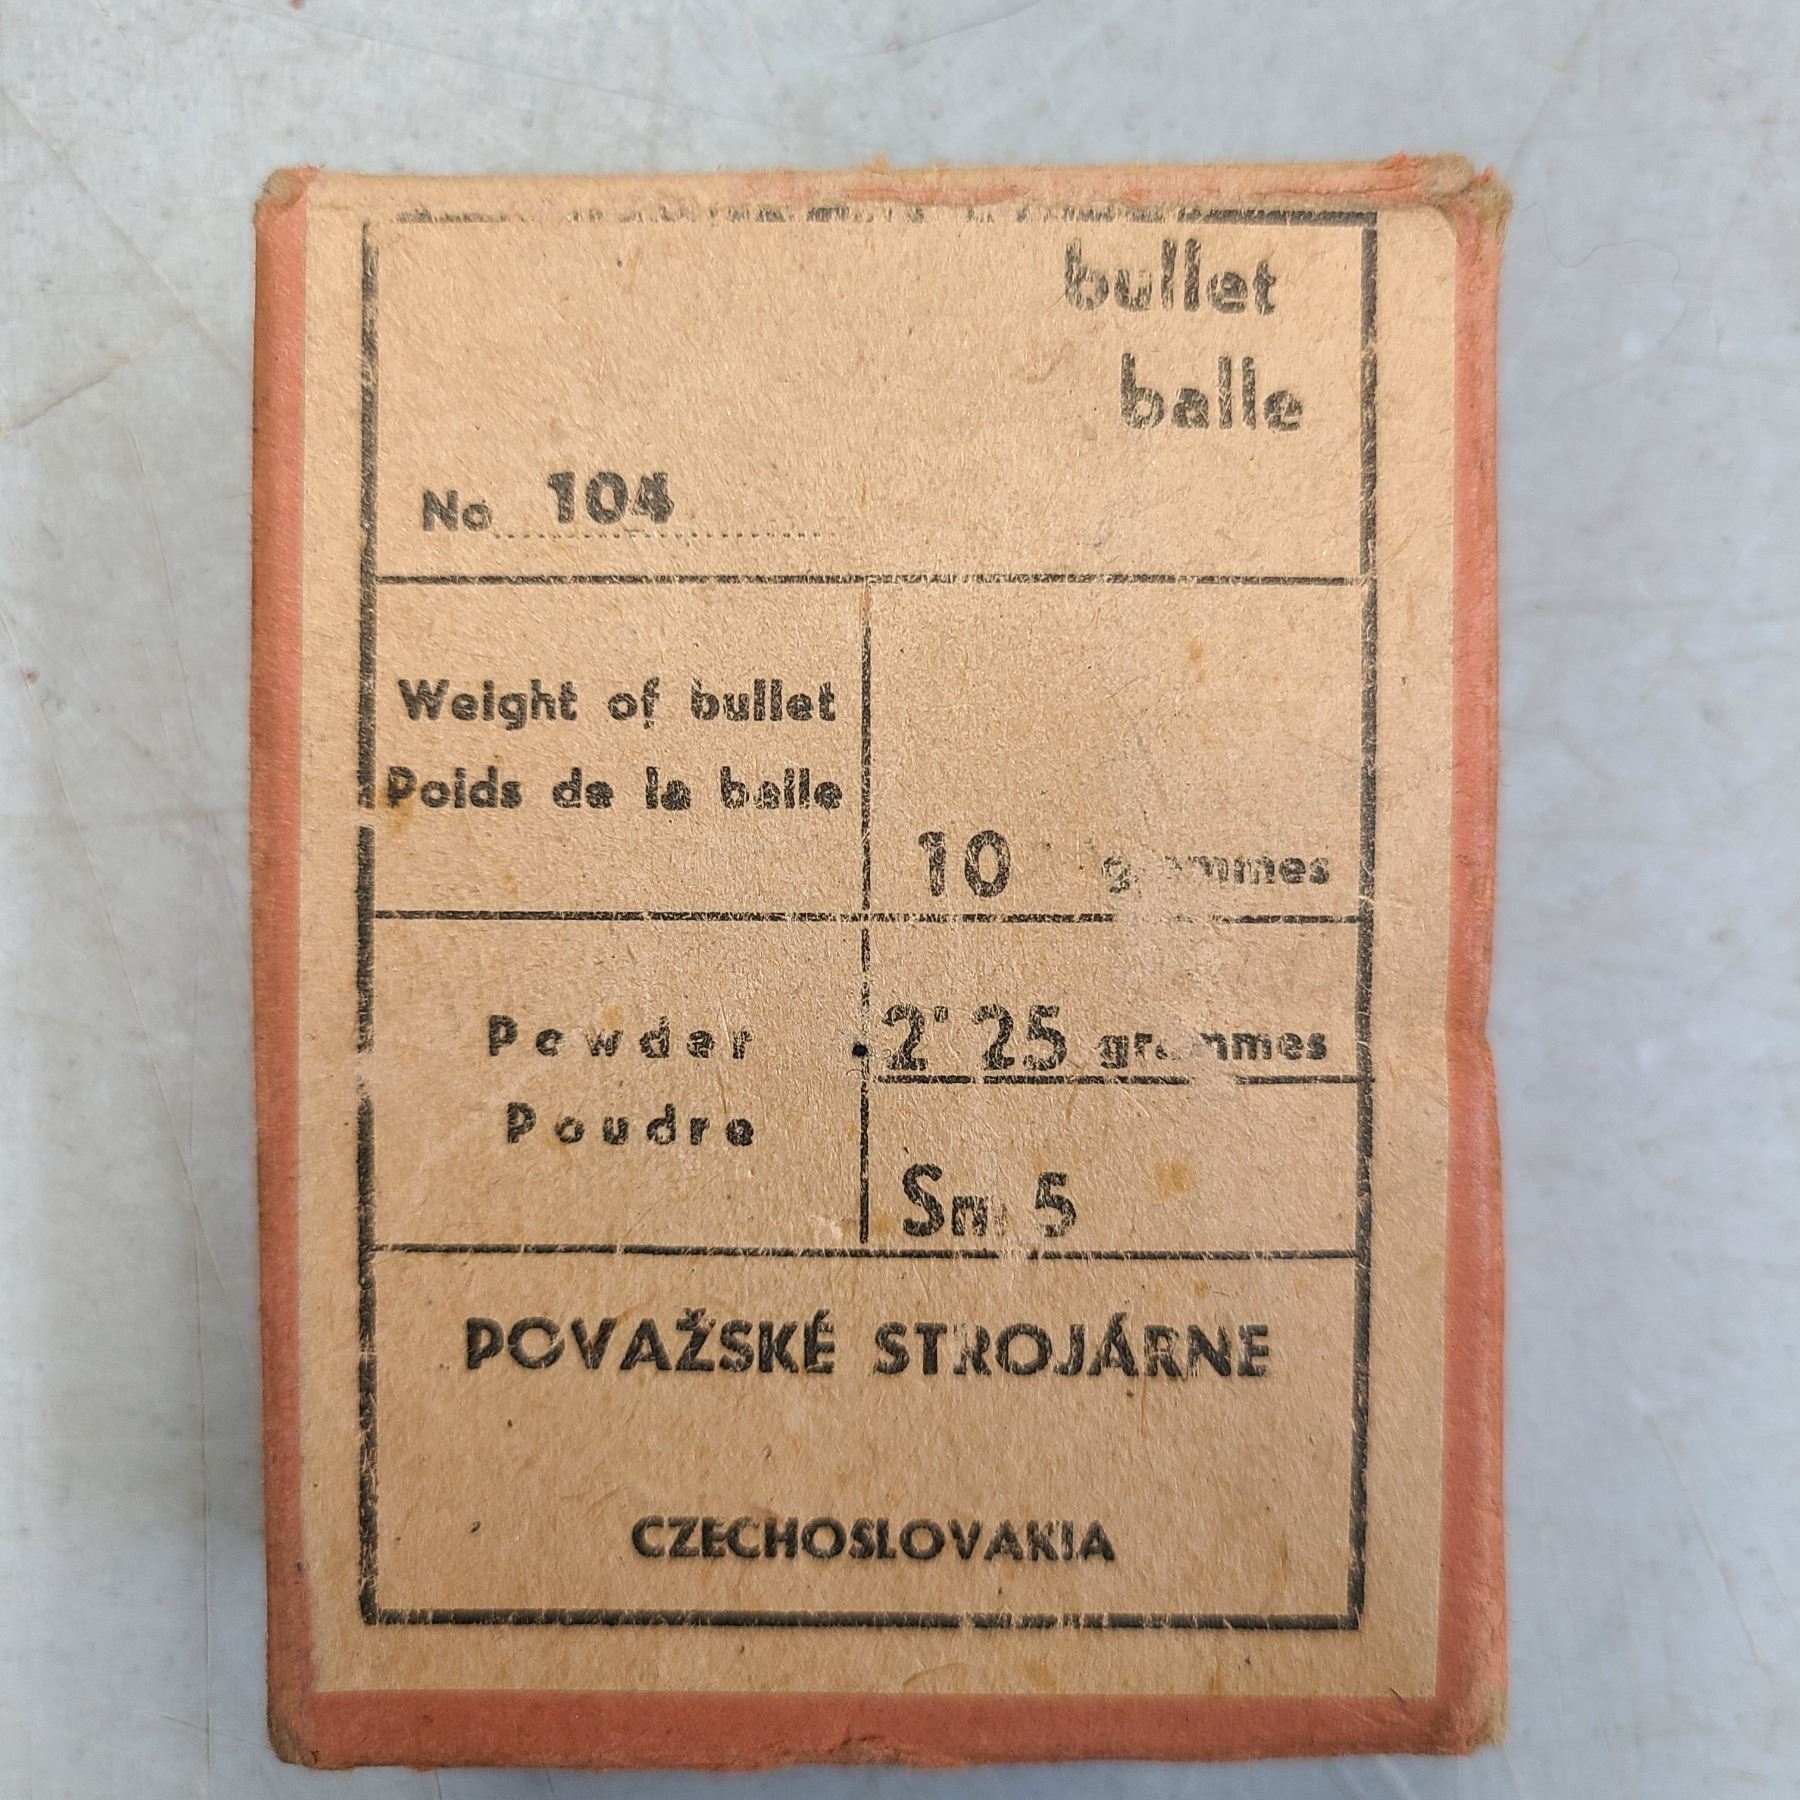 bullet
balle
No 104
Weight of bullet
Poids de la balle
10 grammes
Powder
2˙25 grammes
Poudre
Sm 5
POVAŽSKÉ STROJÁRNE
CZECHOSLOVAKIA